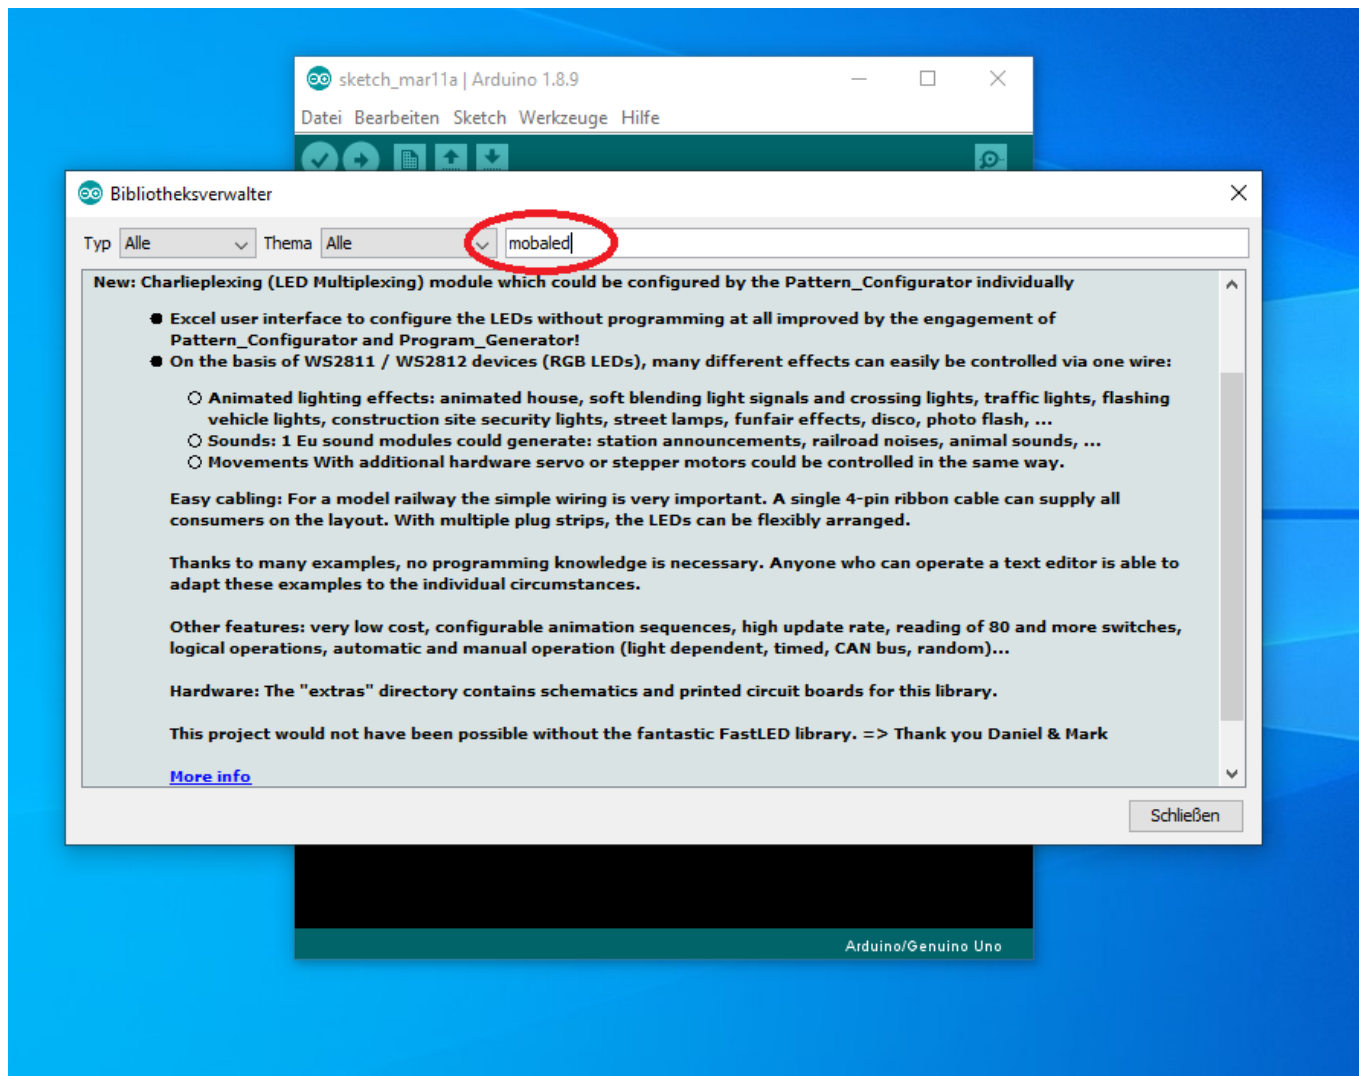 sketch_mar11a | Arduino 1.8.9
Datei Bearbeiten Sketch Werkzeuge Hilfe
Bibliotheksverwalter
Typ Alle Thema Alle mobaled
New: Charlieplexing (LED Multiplexing) module which could be configured by the Pattern_Configurator individually
Excel user interface to configure the LEDs without programming at all improved by the engagement of
Pattern_Configurator and Program_Generator!
On the basis of WS2811 / WS2812 devices (RGB LEDs), many different effects can easily be controlled via one wire:
Animated lighting effects: animated house, soft blending light signals and crossing lights, traffic lights, flashing
vehicle lights, construction site security lights, street lamps, funfair effects, disco, photo flash, ...
Sounds: 1 Eu sound modules could generate: station announcements, railroad noises, animal sounds, ...
Movements With additional hardware servo or stepper motors could be controlled in the same way.
Easy cabling: For a model railway the simple wiring is very important. A single 4-pin ribbon cable can supply all
consumers on the layout. With multiple plug strips, the LEDs can be flexibly arranged.
Thanks to many examples, no programming knowledge is necessary. Anyone who can operate a text editor is able to
adapt these examples to the individual circumstances.
Other features: very low cost, configurable animation sequences, high update rate, reading of 80 and more switches,
logical operations, automatic and manual operation (light dependent, timed, CAN bus, random)...
Hardware: The "extras" directory contains schematics and printed circuit boards for this library.
This project would not have been possible without the fantastic FastLED library. => Thank you Daniel & Mark
More info
Schließen
Arduino/Genuino Uno